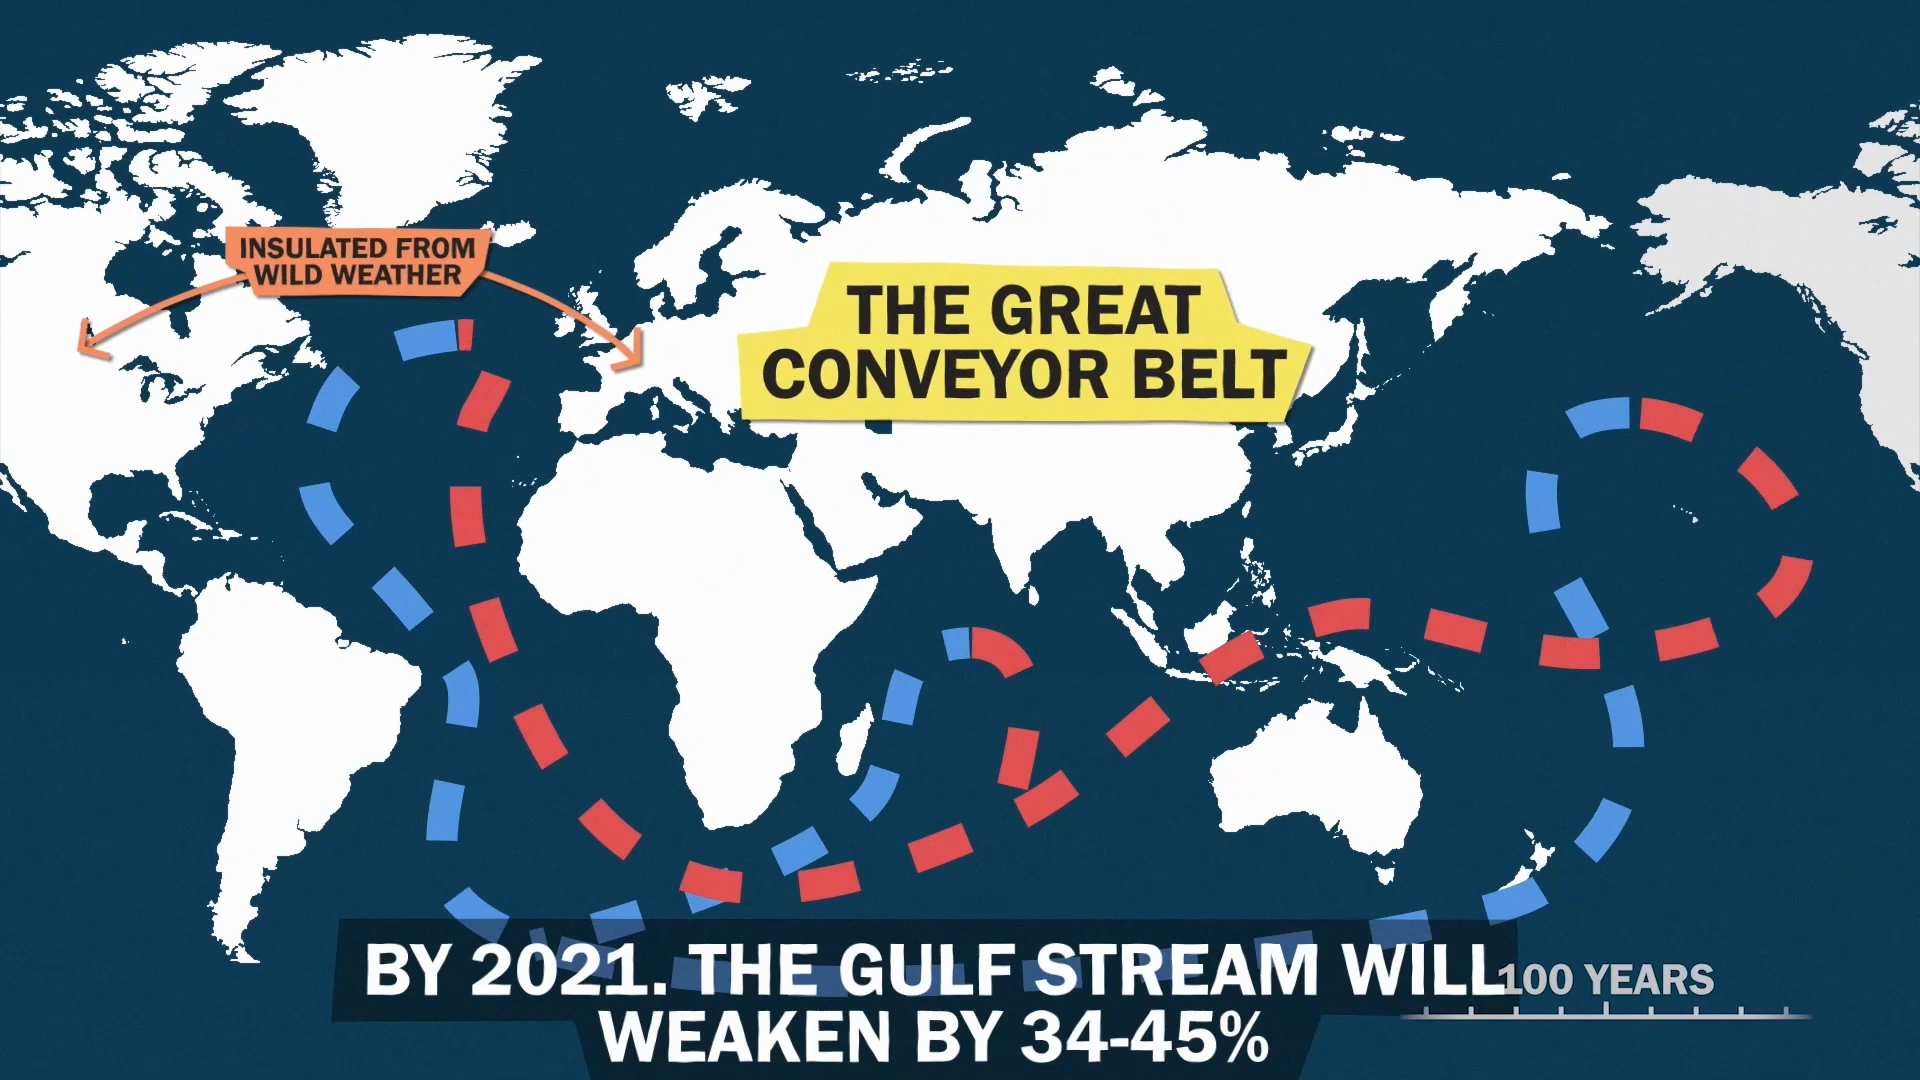 INSULATED FROM
WILD WEATHER
THE GREAT
CONVEYOR BELT
BY 2021. THE GULF STREAM WILL
WEAKEN BY 34-45%
100 YEARS